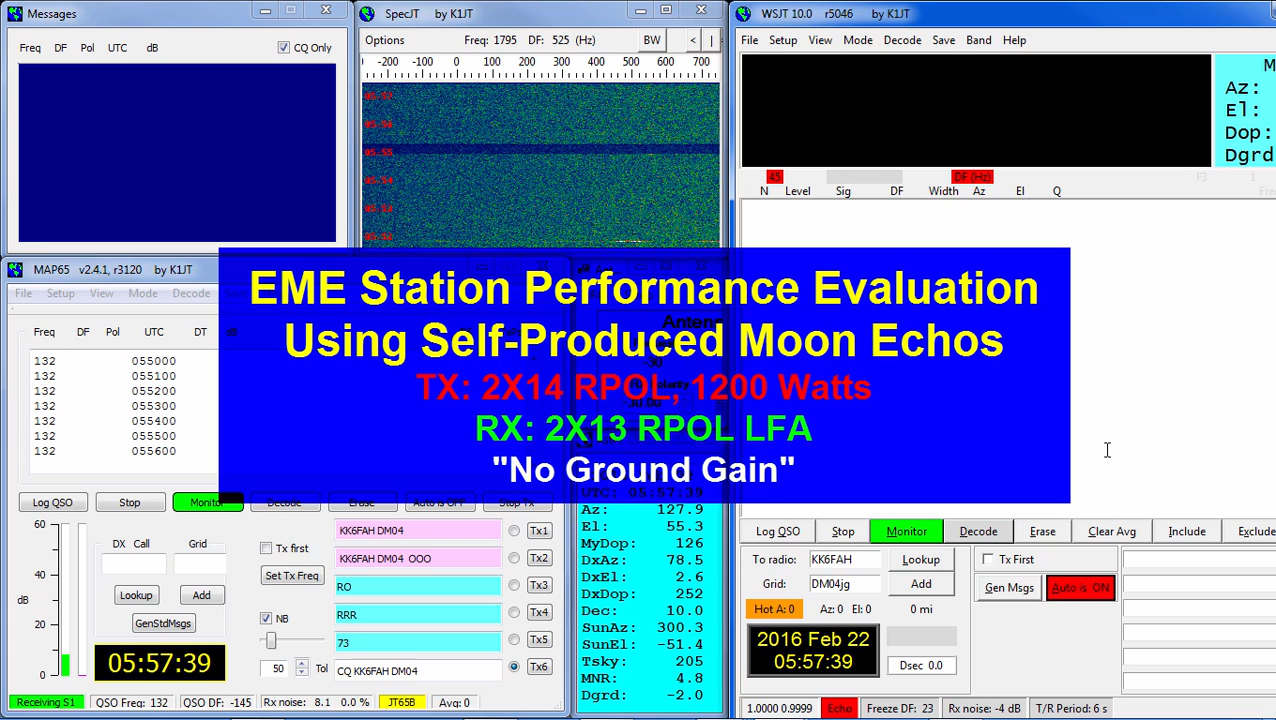 Messages
Freq DF Pol UTC dB
CQ Only
SpecJT by K1JT
Options Freq: 1795 DF: 525 (Hz) BW < |
-200 -100 0 100 200 300 400 500 600 700
05.55
05.54
WSJT 10.0 r5046 by K1JT
File Setup View Mode Decode Save Band Help
Az:
El:
Dop:
Dgrd
45 DF (Hz) F3 1
N Level Sig DF Width Az El Q
EME Station Performance Evaluation
Using Self-Produced Moon Echos
TX: 2X14 RPOL, 1200 Watts
RX: 2X13 RPOL LFA
"No Ground Gain"
MAP65 v2.4.1, r3120 by K1JT
File Setup View Mode Decode
Freq DF Pol UTC DT dB
132 055000
132 055100
132 055200
132 055300
132 055400
132 055500
132 055600
Log QSO Stop Monitor Decode Erase Auto is OFF Stop Tx
60
40
dB
20
0
DX Call Grid
Lookup Add
GenStdMsgs
05:57:39
Tx first
Set Tx Freq
NB
50 Tol
KK6FAH DM04 Tx1
KK6FAH DM04 OOO Tx2
RO Tx3
RRR Tx4
73 Tx5
CQ KK6FAH DM04 Tx6
Receiving S1 QSO Freq: 132 QSO DF: -145 Rx noise: 8.1 0.0 % JT65B Avg: 0
UTC: 05:57:39
Az: 127.9
El: 55.3
MyDop: 126
DxAz: 78.5
DxEl: 2.6
DxDop: 252
Dec: 10.0
SunAz: 300.3
SunEl: -51.4
Tsky: 205
MNR: 4.8
Dgrd: -2.0
Log QSO Stop Monitor Decode Erase Clear Avg Include Exclude
To radio: KK6FAH Lookup
Grid: DM04jg Add
Hot A: 0 Az: 0 El: 0 0 mi
2016 Feb 22
05:57:39
Dsec 0.0
Tx First
Gen Msgs Auto is ON
1.0000 0.9999 Echo Freeze DF: 23 Rx noise: -4 dB T/R Period: 6 s